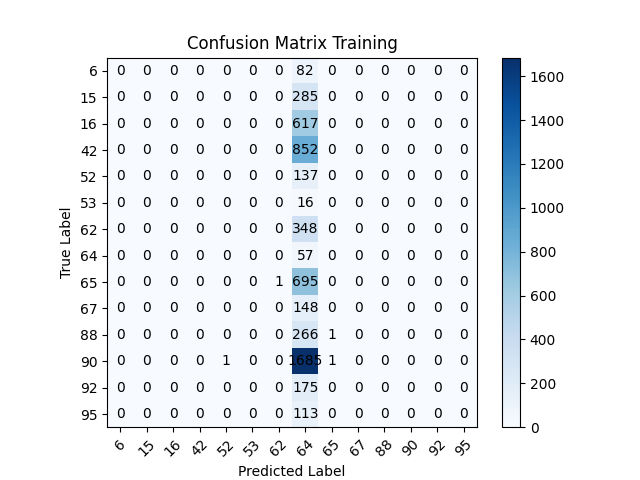 Confusion Matrix Training
6 0 0 0 0 0 0 0 82 0 0 0 0 0 0
15 0 0 0 0 0 0 0 285 0 0 0 0 0 0
16 0 0 0 0 0 0 0 617 0 0 0 0 0 0
42 0 0 0 0 0 0 0 852 0 0 0 0 0 0
52 0 0 0 0 0 0 0 137 0 0 0 0 0 0
53 0 0 0 0 0 0 0 16 0 0 0 0 0 0
62 0 0 0 0 0 0 0 348 0 0 0 0 0 0
64 0 0 0 0 0 0 0 57 0 0 0 0 0 0
65 0 0 0 0 0 0 1 695 0 0 0 0 0 0
67 0 0 0 0 0 0 0 148 0 0 0 0 0 0
88 0 0 0 0 0 0 0 266 1 0 0 0 0 0
90 0 0 0 0 1 0 0 1685 1 0 0 0 0 0
92 0 0 0 0 0 0 0 175 0 0 0 0 0 0
95 0 0 0 0 0 0 0 113 0 0 0 0 0 0
6 15 16 42 52 53 62 64 65 67 88 90 92 95
Predicted Label
True Label
1600
1400
1200
1000
800
600
400
200
0